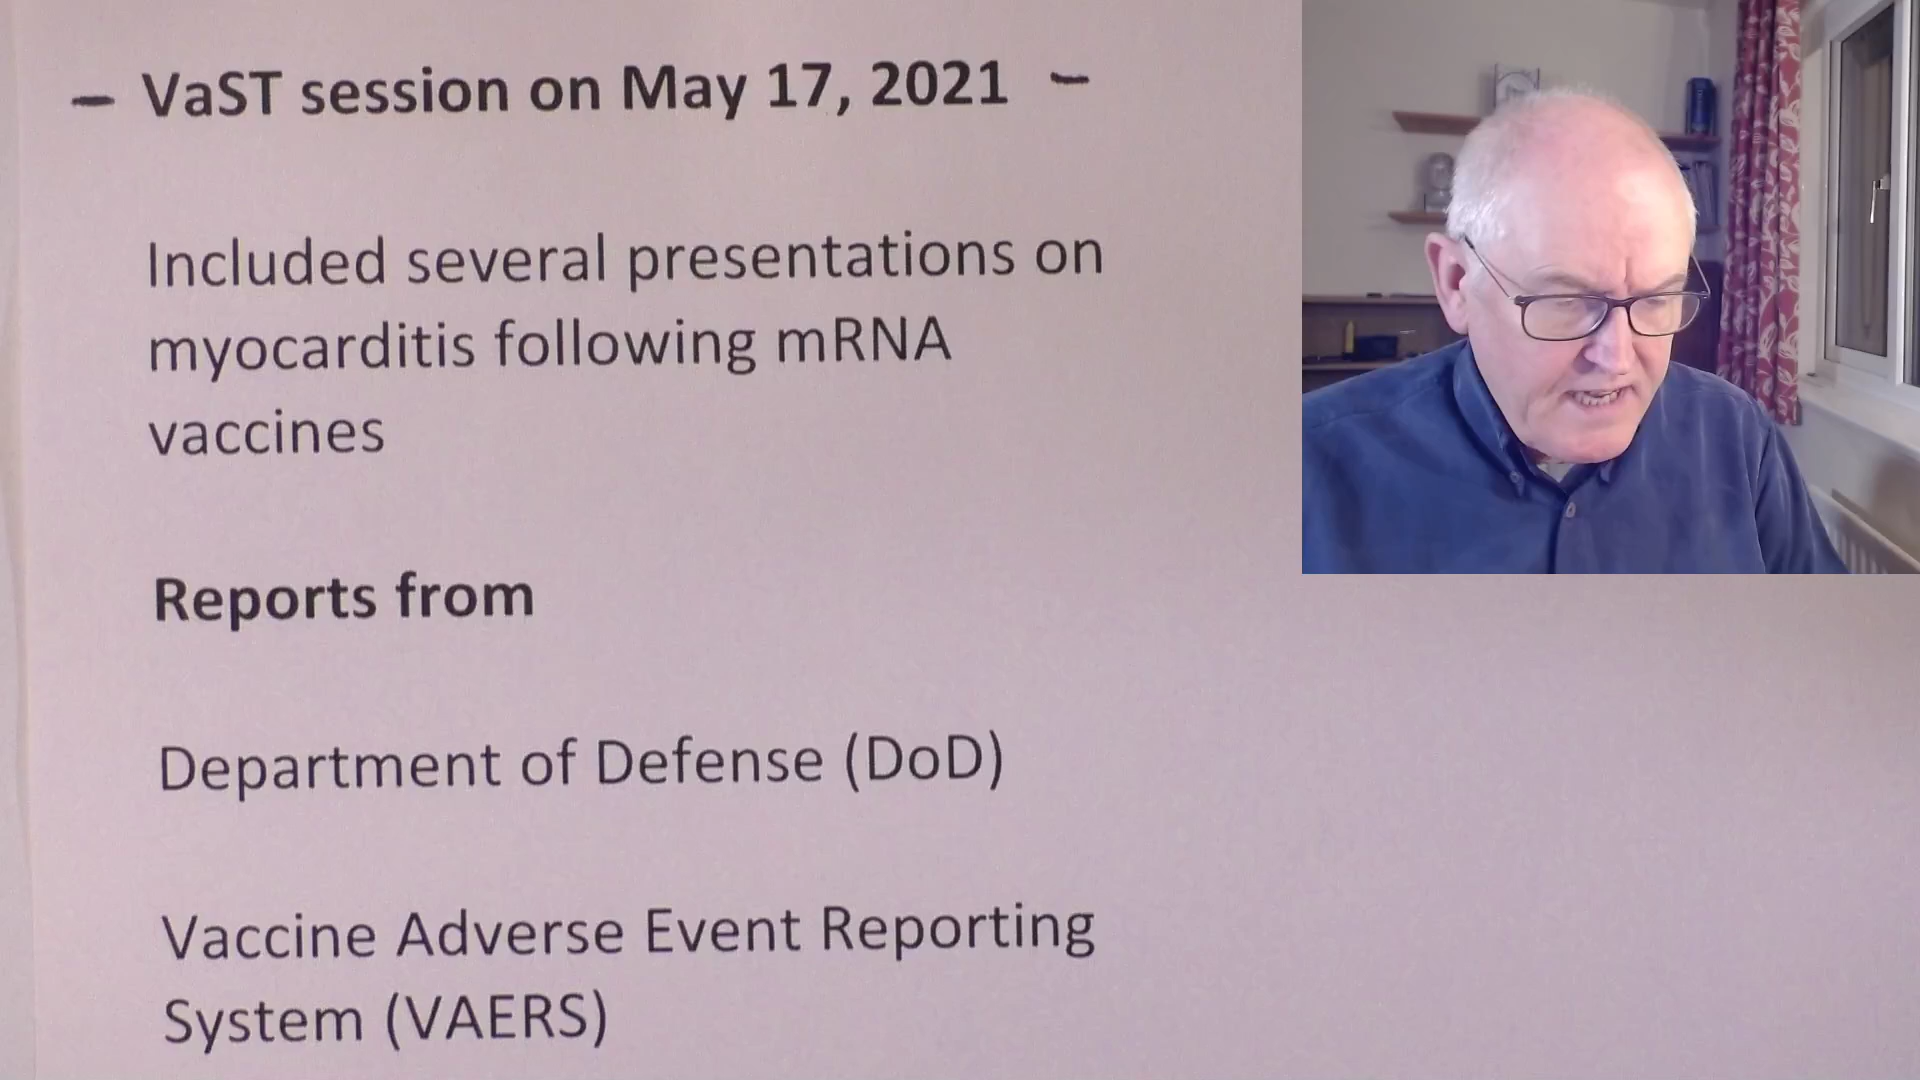 – VaST session on May 17, 2021 –
Included several presentations on
myocarditis following mRNA
vaccines
Reports from
Department of Defense (DoD)
Vaccine Adverse Event Reporting
System (VAERS)